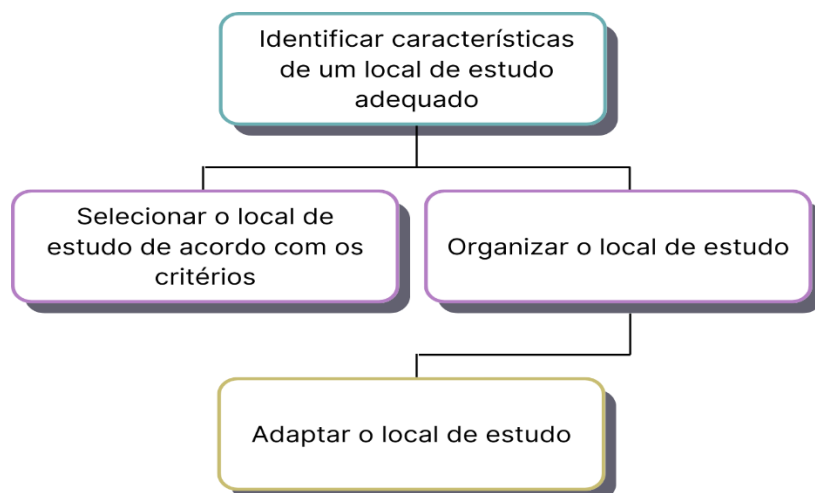 Identificar características
de um local de estudo
adequado
Selecionar o local de
estudo de acordo com os
critérios
Organizar o local de estudo
Adaptar o local de estudo